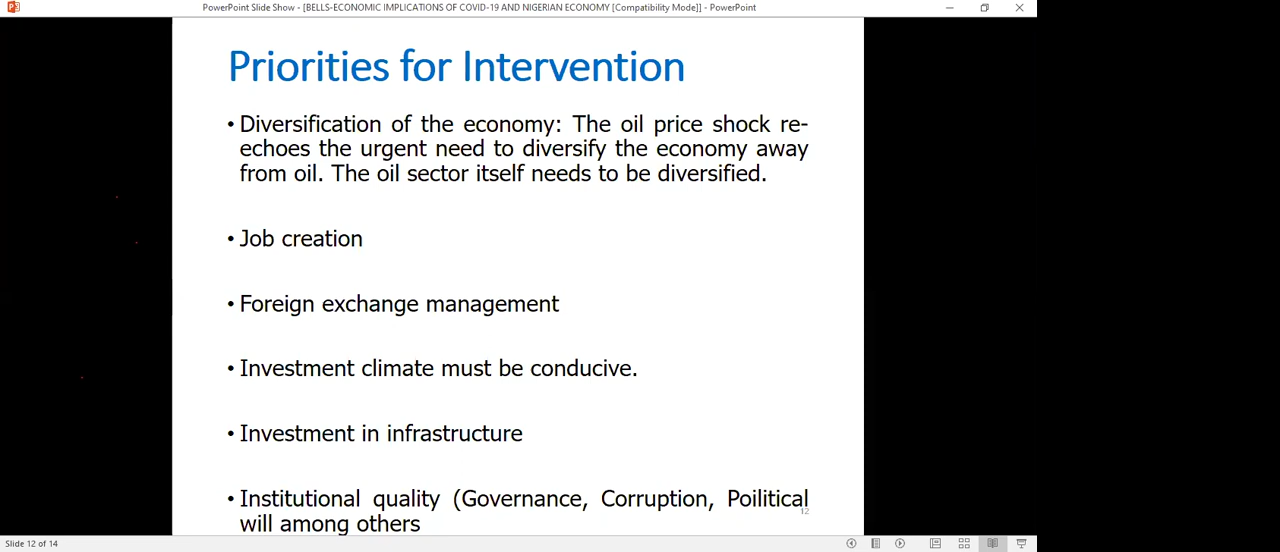 PowerPoint Slide Show - [BELLS-ECONOMIC IMPLICATIONS OF COVID-19 AND NIGERIAN ECONOMY [Compatibility Mode]] - PowerPoint
Priorities for Intervention
• Diversification of the economy: The oil price shock re-
echoes the urgent need to diversify the economy away
from oil. The oil sector itself needs to be diversified.
• Job creation
• Foreign exchange management
• Investment climate must be conducive.
• Investment in infrastructure
• Institutional quality (Governance, Corruption, Poilitical
will among others
12
Slide 12 of 14